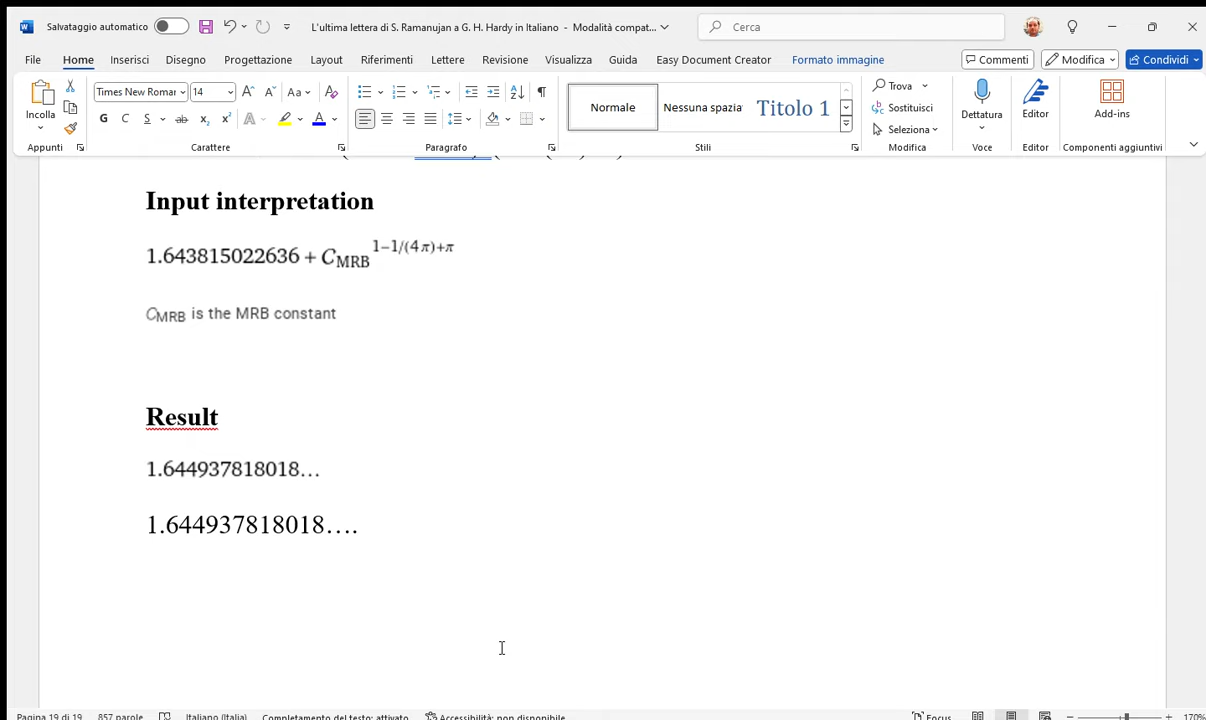 Salvataggio automatico
L'ultima lettera di S. Ramanujan a G. H. Hardy in Italiano - Modalità compat...
Cerca
File Home Inserisci Disegno Progettazione Layout Riferimenti Lettere Revisione Visualizza Guida Easy Document Creator Formato immagine
Commenti Modifica Condividi
Incolla
Times New Roman 14
Normale Nessuna spazia Titolo 1
Trova
Sostituisci
Seleziona
Dettatura Editor Add-ins
Appunti Carattere Paragrafo Stili Modifica Voce Editor Componenti aggiuntivi
Input interpretation
1.643815022636 + C_MRB^(1−1/(4 π)+π)
C_MRB is the MRB constant
Result
1.644937818018…
1.644937818018….
Pagina 19 di 19 857 parole Italiano (Italia) Completamento del testo: attivato Accessibilità: non disponibile Focus 170%